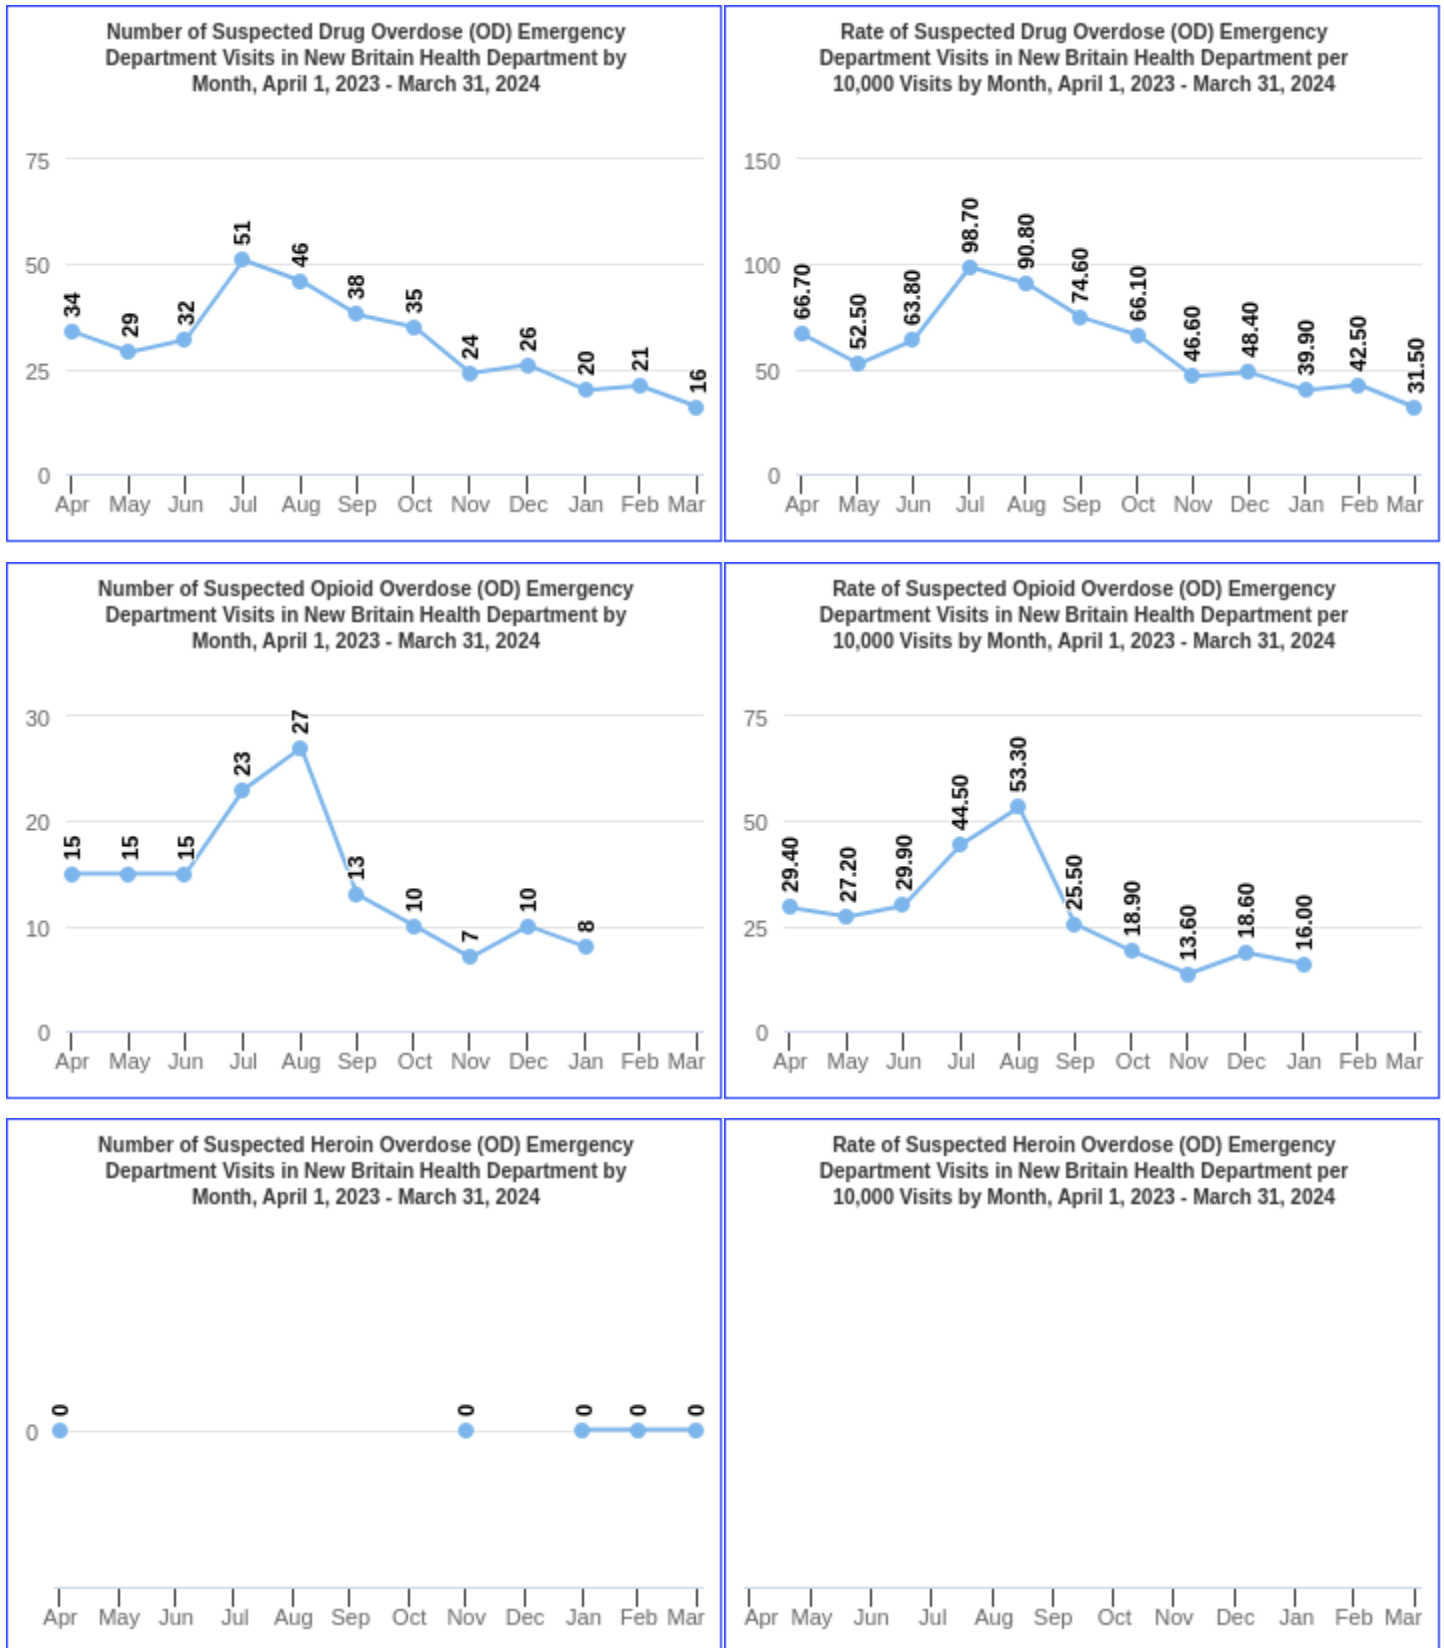 Number of Suspected Drug Overdose (OD) Emergency
Department Visits in New Britain Health Department by
Month, April 1, 2023 - March 31, 2024
75
50
25
0
34
29
32
51
46
38
35
24
26
20
21
16
Apr May Jun Jul Aug Sep Oct Nov Dec Jan Feb Mar
Rate of Suspected Drug Overdose (OD) Emergency
Department Visits in New Britain Health Department per
10,000 Visits by Month, April 1, 2023 - March 31, 2024
150
100
50
0
66.70
52.50
63.80
98.70
90.80
74.60
66.10
46.60
48.40
39.90
42.50
31.50
Apr May Jun Jul Aug Sep Oct Nov Dec Jan Feb Mar
Number of Suspected Opioid Overdose (OD) Emergency
Department Visits in New Britain Health Department by
Month, April 1, 2023 - March 31, 2024
30
20
10
0
15
15
15
23
27
13
10
7
10
8
Apr May Jun Jul Aug Sep Oct Nov Dec Jan Feb Mar
Rate of Suspected Opioid Overdose (OD) Emergency
Department Visits in New Britain Health Department per
10,000 Visits by Month, April 1, 2023 - March 31, 2024
75
50
25
0
29.40
27.20
29.90
44.50
53.30
25.50
18.90
13.60
18.60
16.00
Apr May Jun Jul Aug Sep Oct Nov Dec Jan Feb Mar
Number of Suspected Heroin Overdose (OD) Emergency
Department Visits in New Britain Health Department by
Month, April 1, 2023 - March 31, 2024
0
0
0
0
0
0
Apr May Jun Jul Aug Sep Oct Nov Dec Jan Feb Mar
Rate of Suspected Heroin Overdose (OD) Emergency
Department Visits in New Britain Health Department per
10,000 Visits by Month, April 1, 2023 - March 31, 2024
Apr May Jun Jul Aug Sep Oct Nov Dec Jan Feb Mar